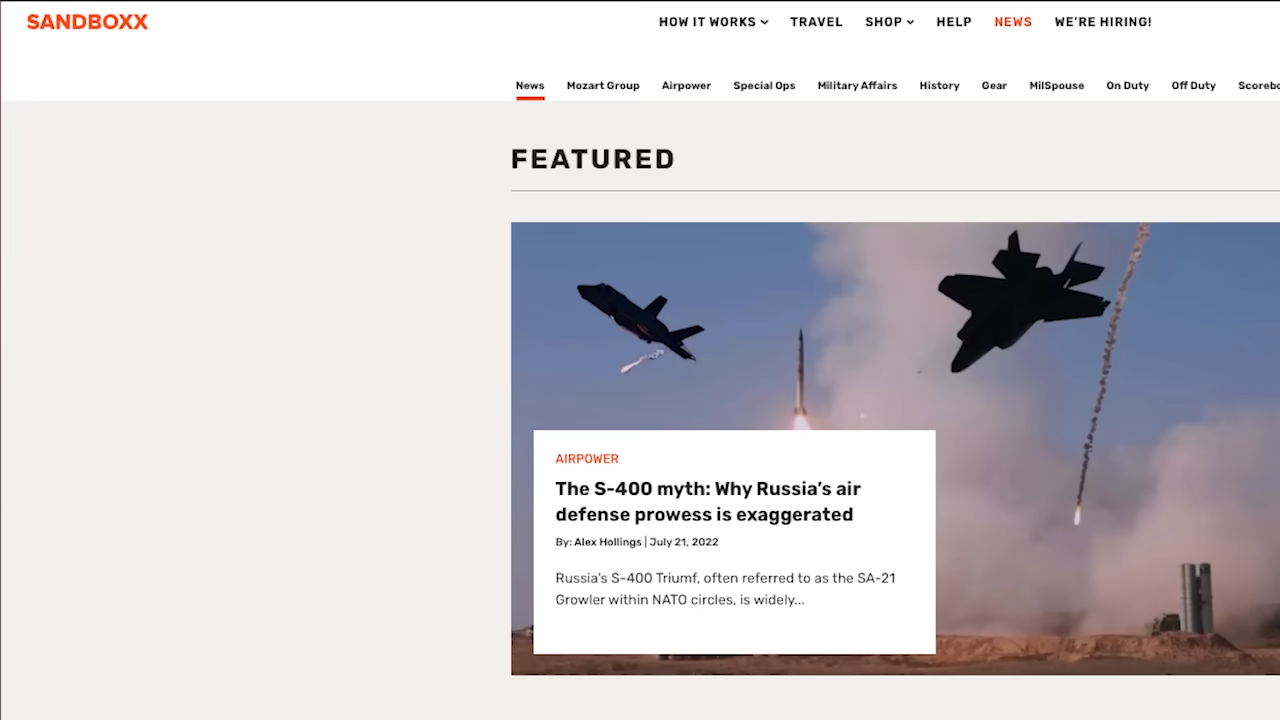 SANDBOXX
HOW IT WORKS TRAVEL SHOP HELP NEWS WE'RE HIRING!
News Mozart Group Airpower Special Ops Military Affairs History Gear MilSpouse On Duty Off Duty
FEATURED
AIRPOWER
The S-400 myth: Why Russia's air
defense prowess is exaggerated
By: Alex Hollings | July 21, 2022
Russia's S-400 Triumf, often referred to as the SA-21
Growler within NATO circles, is widely...